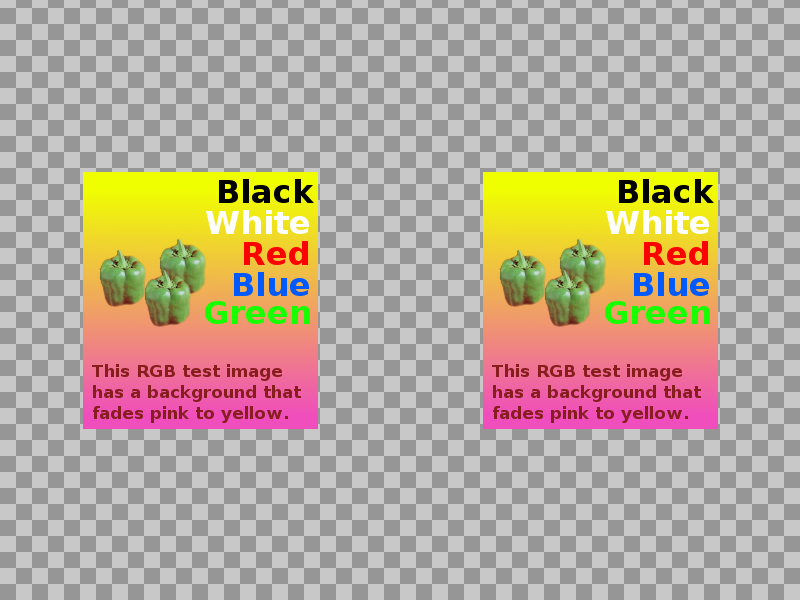 Black
White
Red
Blue
Green
This RGB test image
has a background that
fades pink to yellow.
Black
White
Red
Blue
Green
This RGB test image
has a background that
fades pink to yellow.